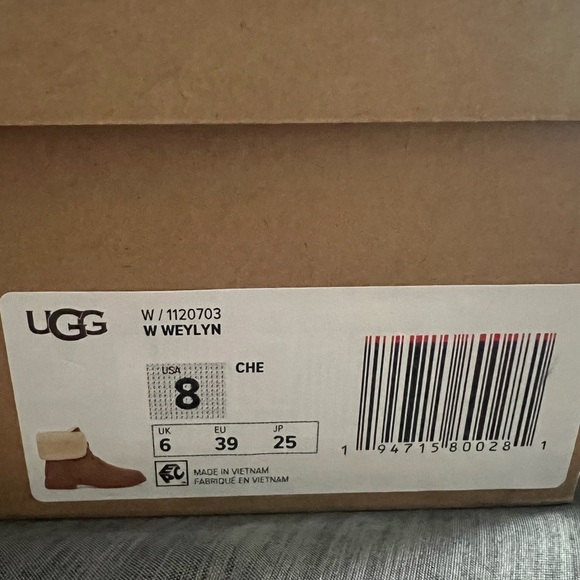 UGG
W / 1120703
W WEYLYN
USA
8
CHE
UK EU JP
6 39 25
MADE IN VIETNAM
FABRIQUÉ EN VIETNAM
1 94715 80028 1